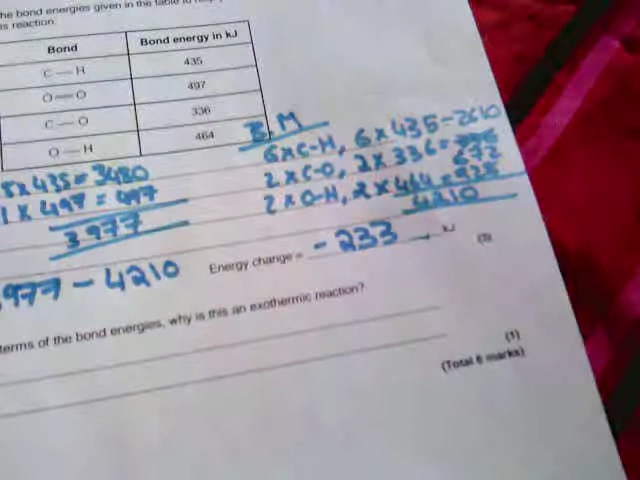 he bond energies given in the table to
is reaction.
Bond Bond energy in kJ
C — H 435
O — O 497
C — O 336
O — H 464
B.M
6 x C-H, 6 x 435 - 2610
2 x C-O, 2 x 336 =
672
2 x O-H, 2 x 464 = 928
4210
8 x 435 = 3480
1 x 497 = 497
3977
977 - 4210
Energy change = - 233 kJ
(3)
terms of the bond energies, why is this an exothermic reaction?
(1)
(Total 6 marks)